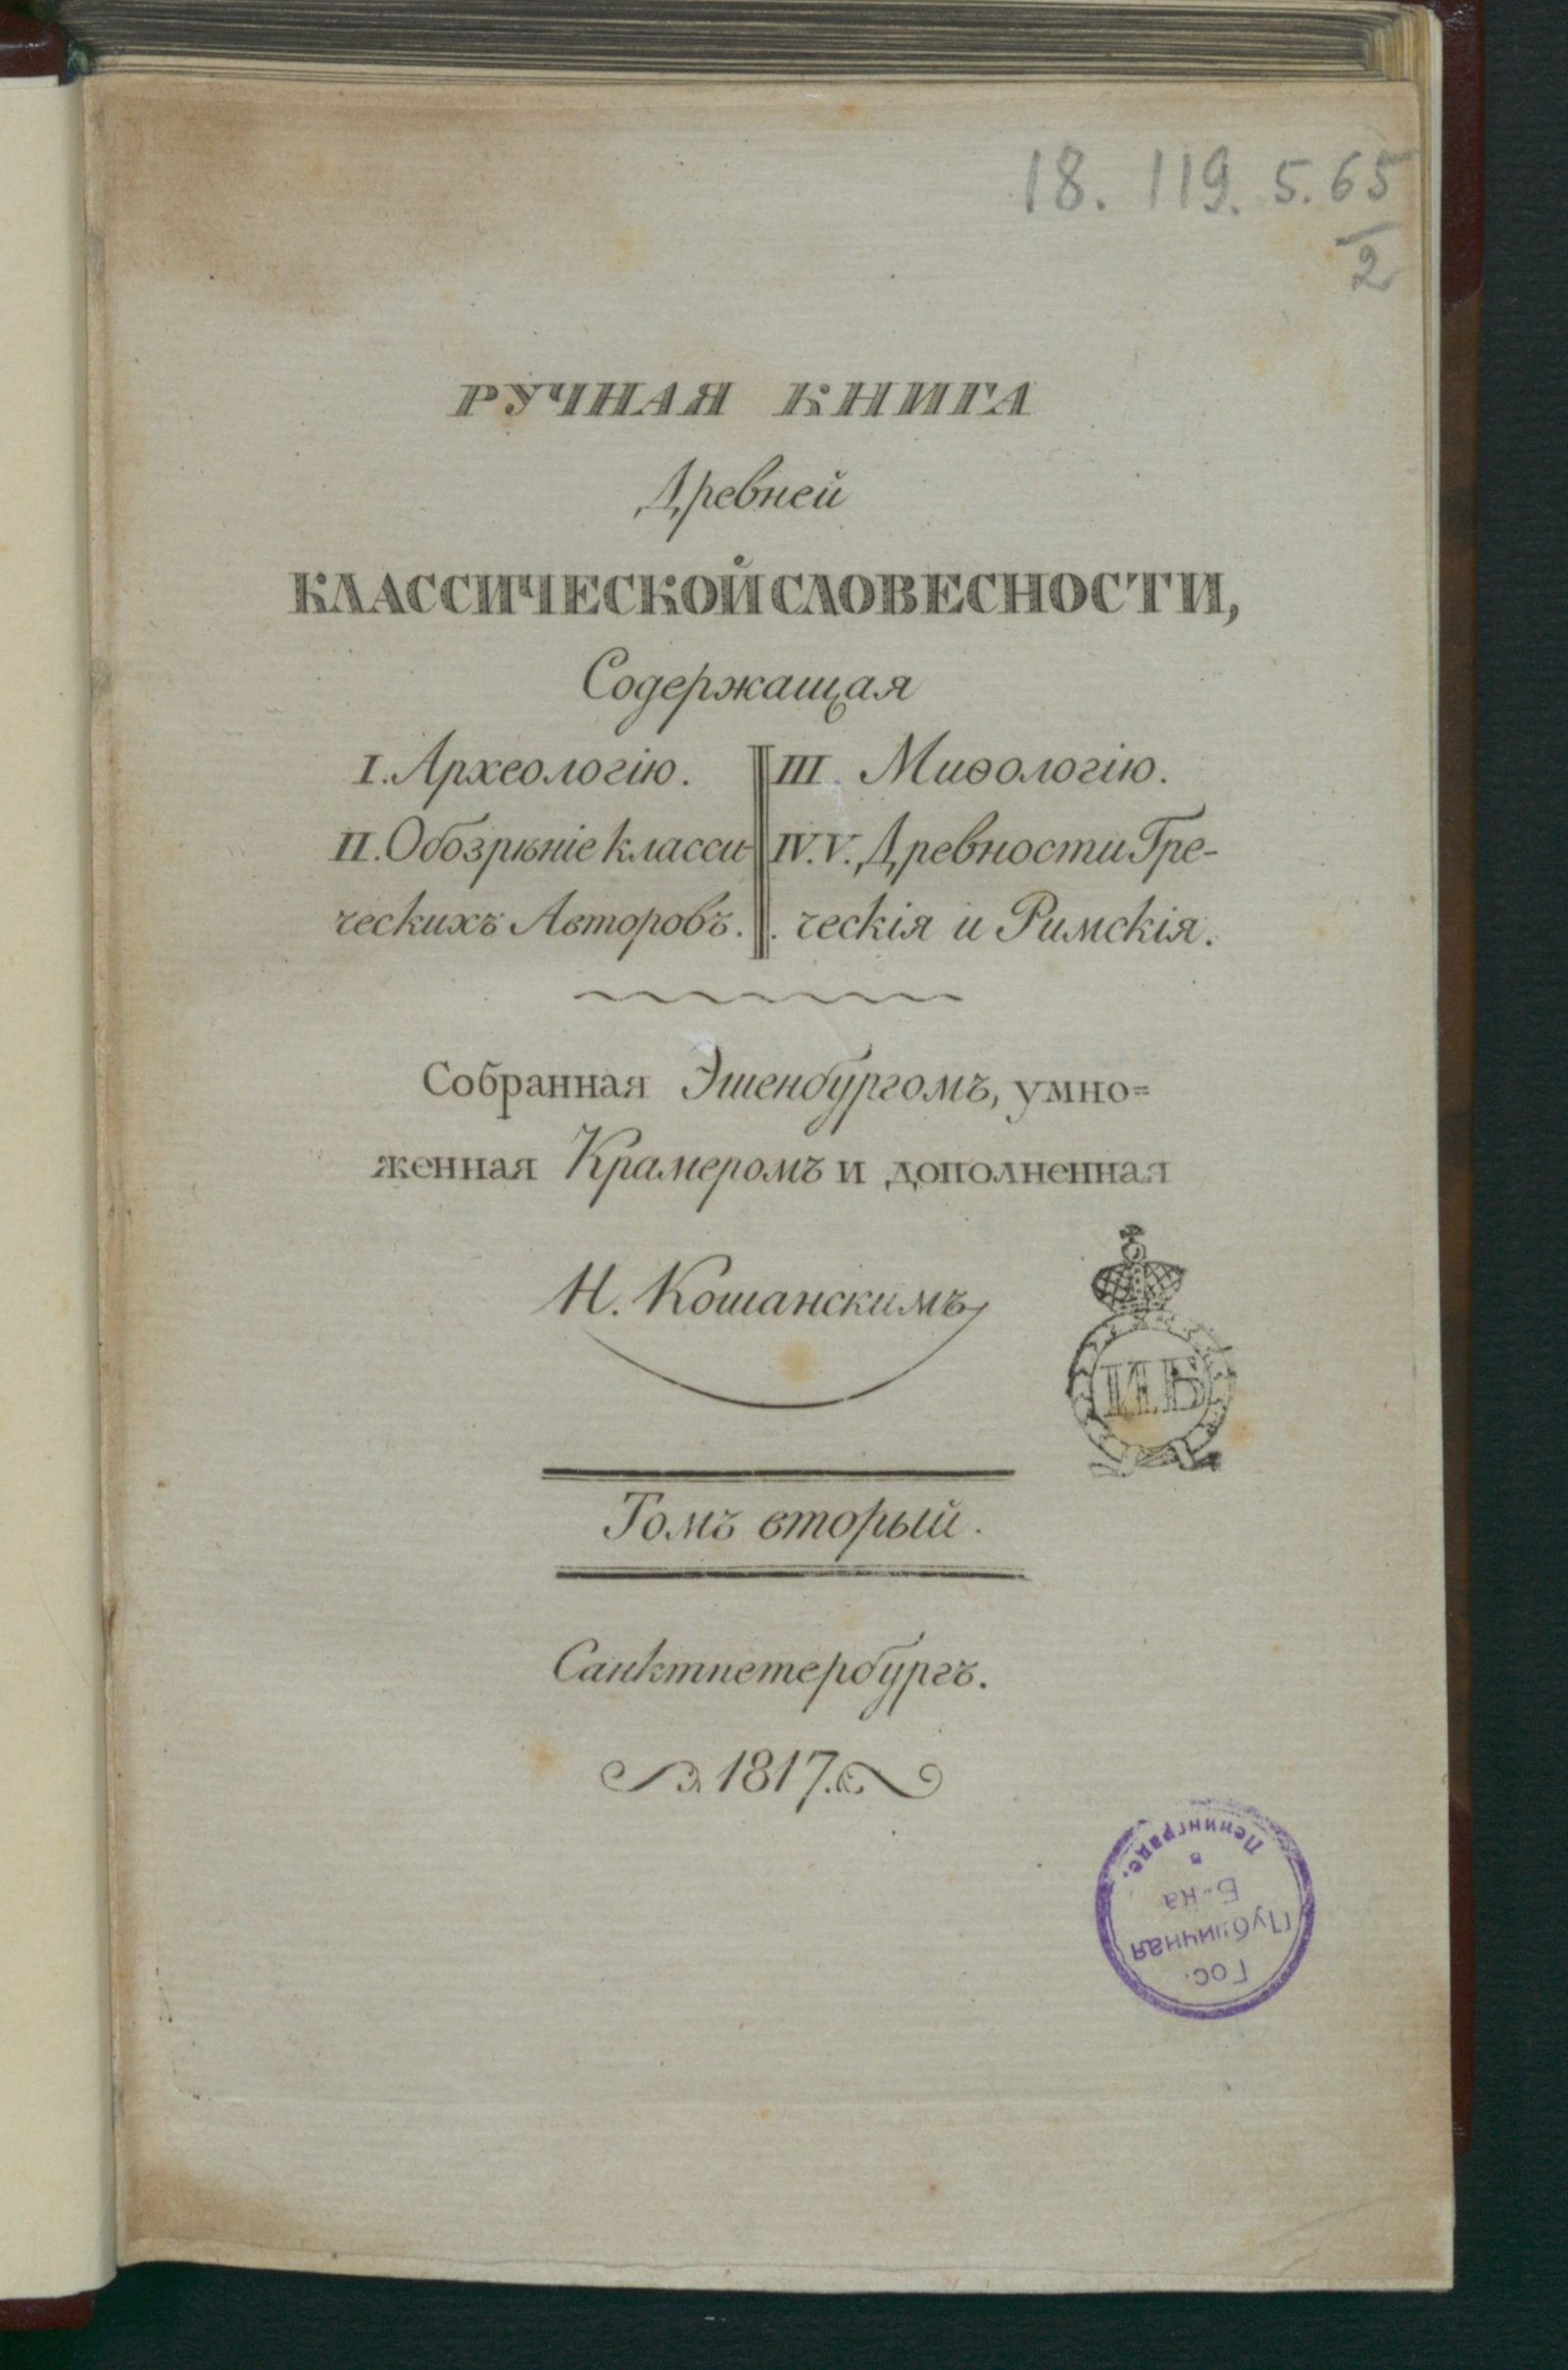 18. 119. 5. 65
2
РУЧНАЯ КНИГА
Древней
КЛАССИЧЕСКОЙ СЛОВЕСНОСТИ,
Содержащая
I. Археологію.
II. Обозрѣніе класси-
ческихъ Авторовъ.
III. Миѳологію.
IV. V. Древности Гре-
ческія и Римскія.
Собранная Эшенбургомъ, умно=
женная Крамеромъ и дополненная
Н. Кошанскимъ,
ИБ
Томъ вторый.
Санктпетербургъ.
1817.
Гос.
Публичная
Б-ка
в
Ленинграде.